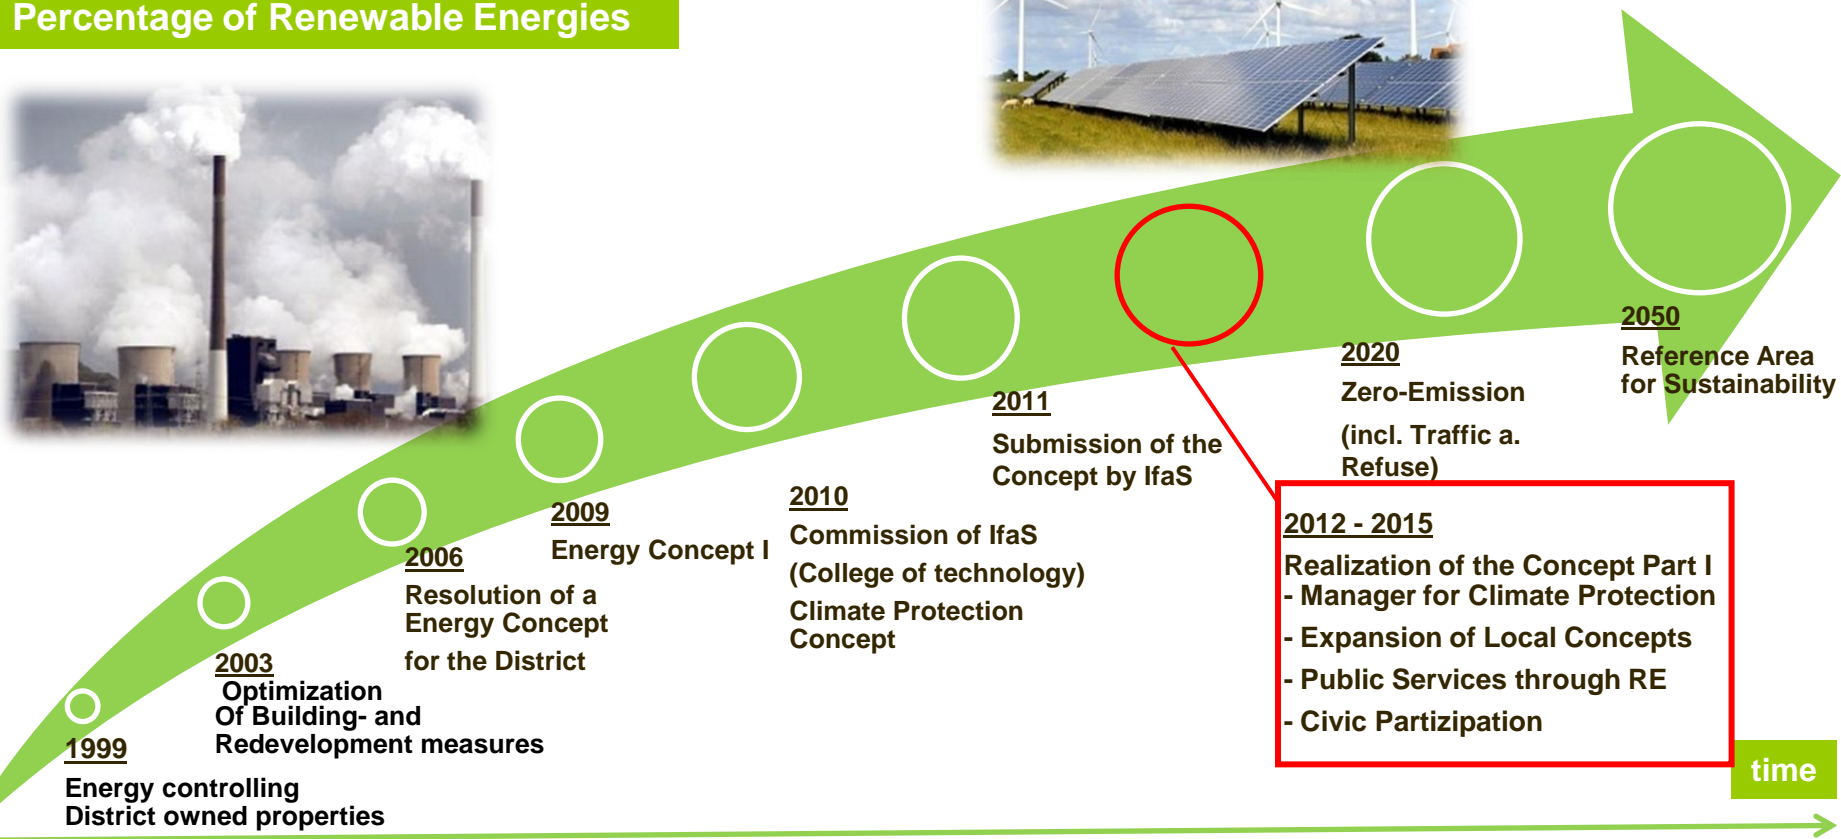 Percentage of Renewable Energies
1999
Energy controlling
District owned properties
2003
Optimization
Of Building- and
Redevelopment measures
2006
Resolution of a
Energy Concept
for the District
2009
Energy Concept I
2010
Commission of IfaS
(College of technology)
Climate Protection
Concept
2011
Submission of the
Concept by IfaS
2012 - 2015
Realization of the Concept Part I
- Manager for Climate Protection
- Expansion of Local Concepts
- Public Services through RE
- Civic Partizipation
2020
Zero-Emission
(incl. Traffic a.
Refuse)
2050
Reference Area
for Sustainability
time